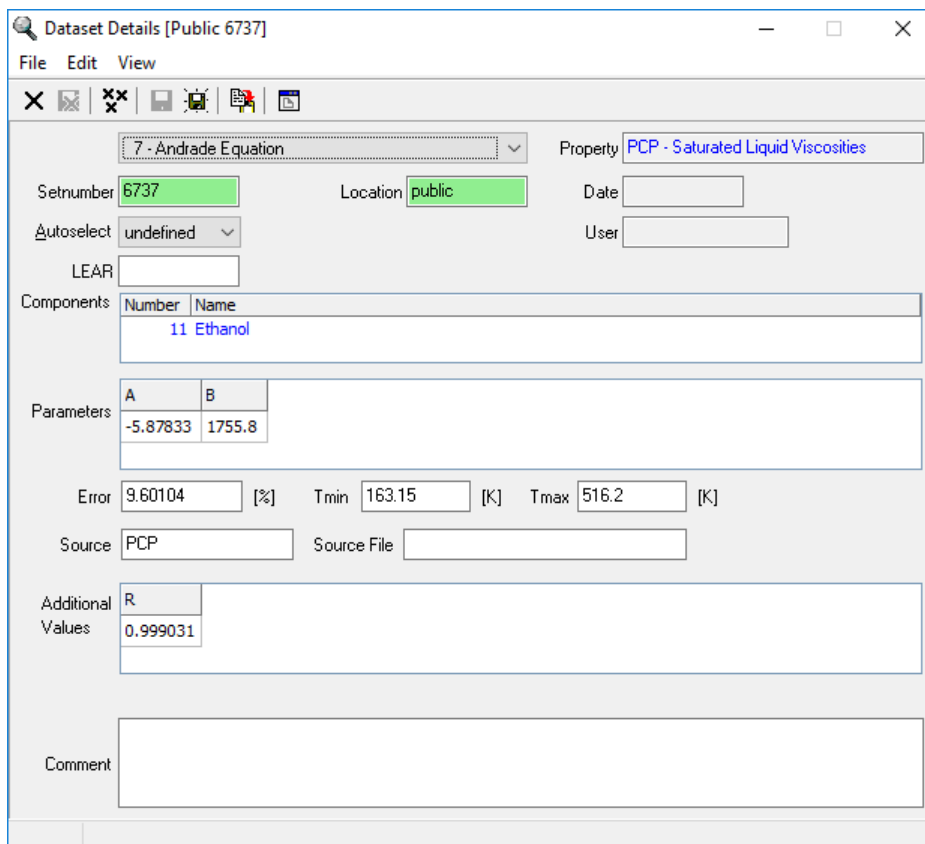 Dataset Details [Public 6737]
File Edit View
7 - Andrade Equation
Property PCP - Saturated Liquid Viscosities
Setnumber 6737 Location public Date
Autoselect undefined User
LEAR
Components Number Name
11 Ethanol
Parameters A B
-5.87833 1755.8
Error 9.60104 [%] Tmin 163.15 [K] Tmax 516.2 [K]
Source PCP Source File
Additional Values R
0.999031
Comment